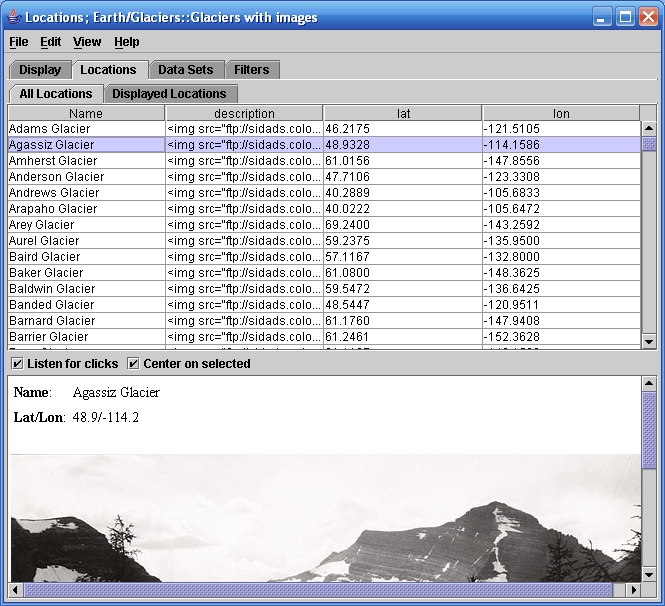 Locations; Earth/Glaciers::Glaciers with images
File Edit View Help
Display Locations Data Sets Filters
All Locations Displayed Locations
Name description lat lon
Adams Glacier <img src="ftp://sidads.colo... 46.2175 -121.5105
Agassiz Glacier <img src="ftp://sidads.colo... 48.9328 -114.1586
Amherst Glacier <img src="ftp://sidads.colo... 61.0156 -147.8556
Anderson Glacier <img src="ftp://sidads.colo... 47.7106 -123.3308
Andrews Glacier <img src="ftp://sidads.colo... 40.2889 -105.6833
Arapaho Glacier <img src="ftp://sidads.colo... 40.0222 -105.6472
Arey Glacier <img src="ftp://sidads.colo... 69.2400 -143.2592
Aurel Glacier <img src="ftp://sidads.colo... 59.2375 -135.9500
Baird Glacier <img src="ftp://sidads.colo... 57.1167 -132.8000
Baker Glacier <img src="ftp://sidads.colo... 61.0800 -148.3625
Baldwin Glacier <img src="ftp://sidads.colo... 59.5472 -136.6425
Banded Glacier <img src="ftp://sidads.colo... 48.5447 -120.9511
Barnard Glacier <img src="ftp://sidads.colo... 61.1760 -147.9408
Barrier Glacier <img src="ftp://sidads.colo... 61.2461 -152.3628
Listen for clicks Center on selected
Name: Agassiz Glacier
Lat/Lon: 48.9/-114.2